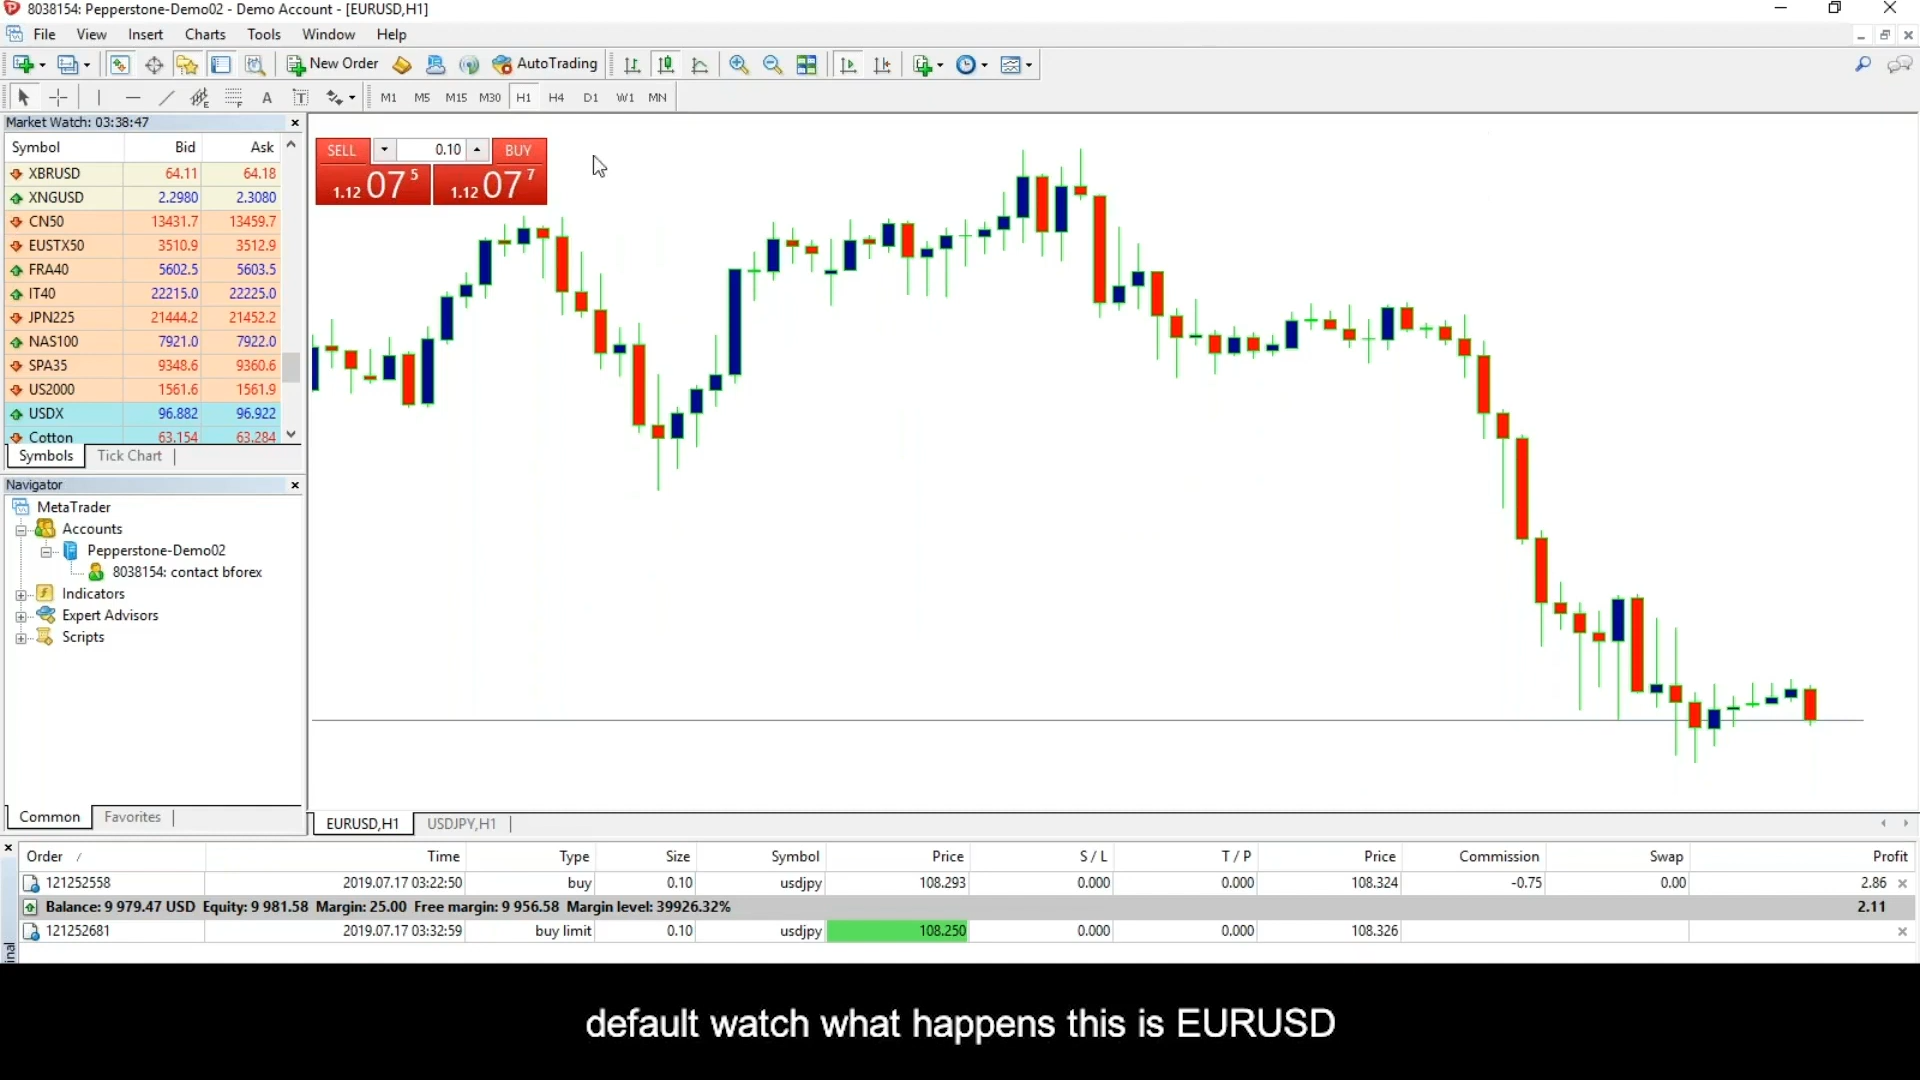 8038154: Pepperstone-Demo02 - Demo Account - [EURUSD,H1]
File View Insert Charts Tools Window Help
New Order AutoTrading
A T M1 M5 M15 M30 H1 H4 D1 W1 MN
Market Watch: 03:38:47
Symbol Bid Ask
XBRUSD 64.11 64.18
XNGUSD 2.2980 2.3080
CN50 13431.7 13459.7
EUSTX50 3510.9 3512.9
FRA40 5602.5 5603.5
IT40 22215.0 22225.0
JPN225 21444.2 21452.2
NAS100 7921.0 7922.0
SPA35 9348.6 9360.6
US2000 1561.6 1561.9
USDX 96.882 96.922
Cotton 63.154 63.284
Symbols Tick Chart
SELL 0.10 BUY
1.12 07 5 1.12 07 7
Navigator
MetaTrader
Accounts
Pepperstone-Demo02
8038154: contact bforex
Indicators
Expert Advisors
Scripts
Common Favorites
EURUSD,H1 USDJPY,H1
Order / Time Type Size Symbol Price S / L T / P Price Commission Swap Profit
121252558 2019.07.17 03:22:50 buy 0.10 usdjpy 108.293 0.000 0.000 108.324 -0.75 0.00 2.86
Balance: 9 979.47 USD Equity: 9 981.58 Margin: 25.00 Free margin: 9 956.58 Margin level: 39926.32% 2.11
121252681 2019.07.17 03:32:59 buy limit 0.10 usdjpy 108.250 0.000 0.000 108.326
default watch what happens this is EURUSD